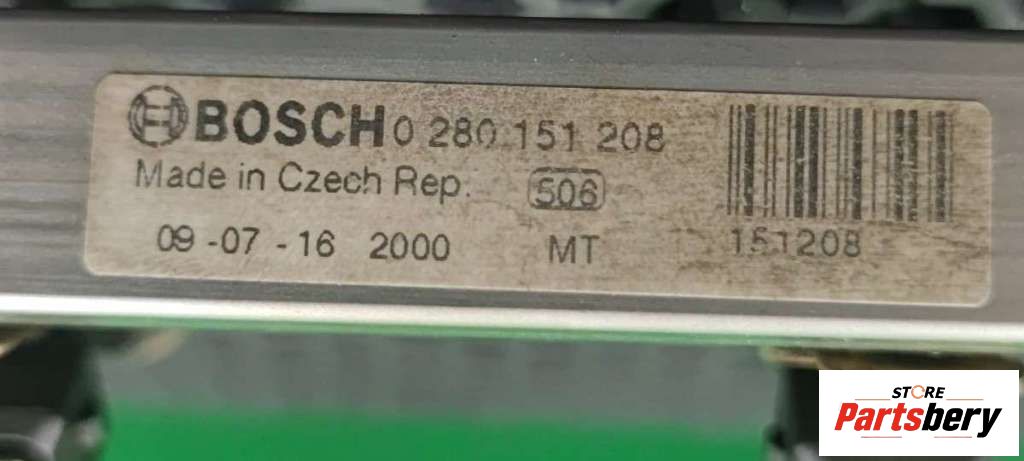 BOSCH 0 280 151 208
Made in Czech Rep. 506
09-07-16 2000 MT 151208
STORE
Partsbery